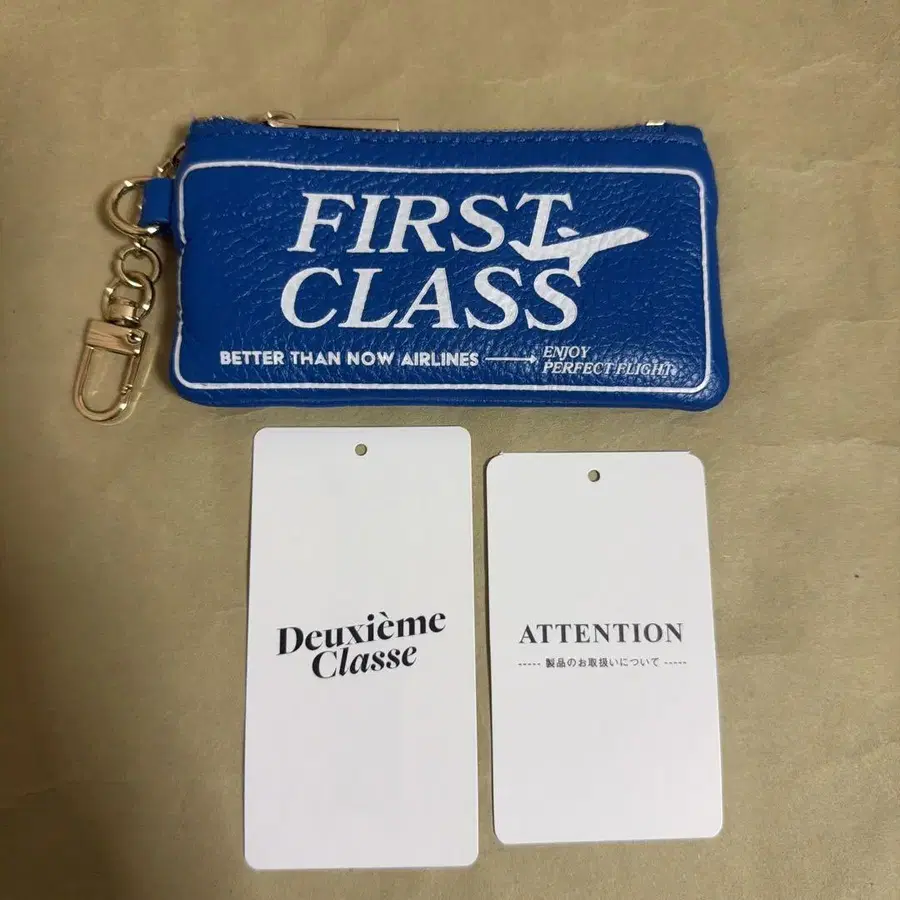 FIRST
CLASS
BETTER THAN NOW AIRLINES
ENJOY
PERFECT FLIGHT
Deuxième
Classe
ATTENTION
----- 製品のお取扱いについて -----